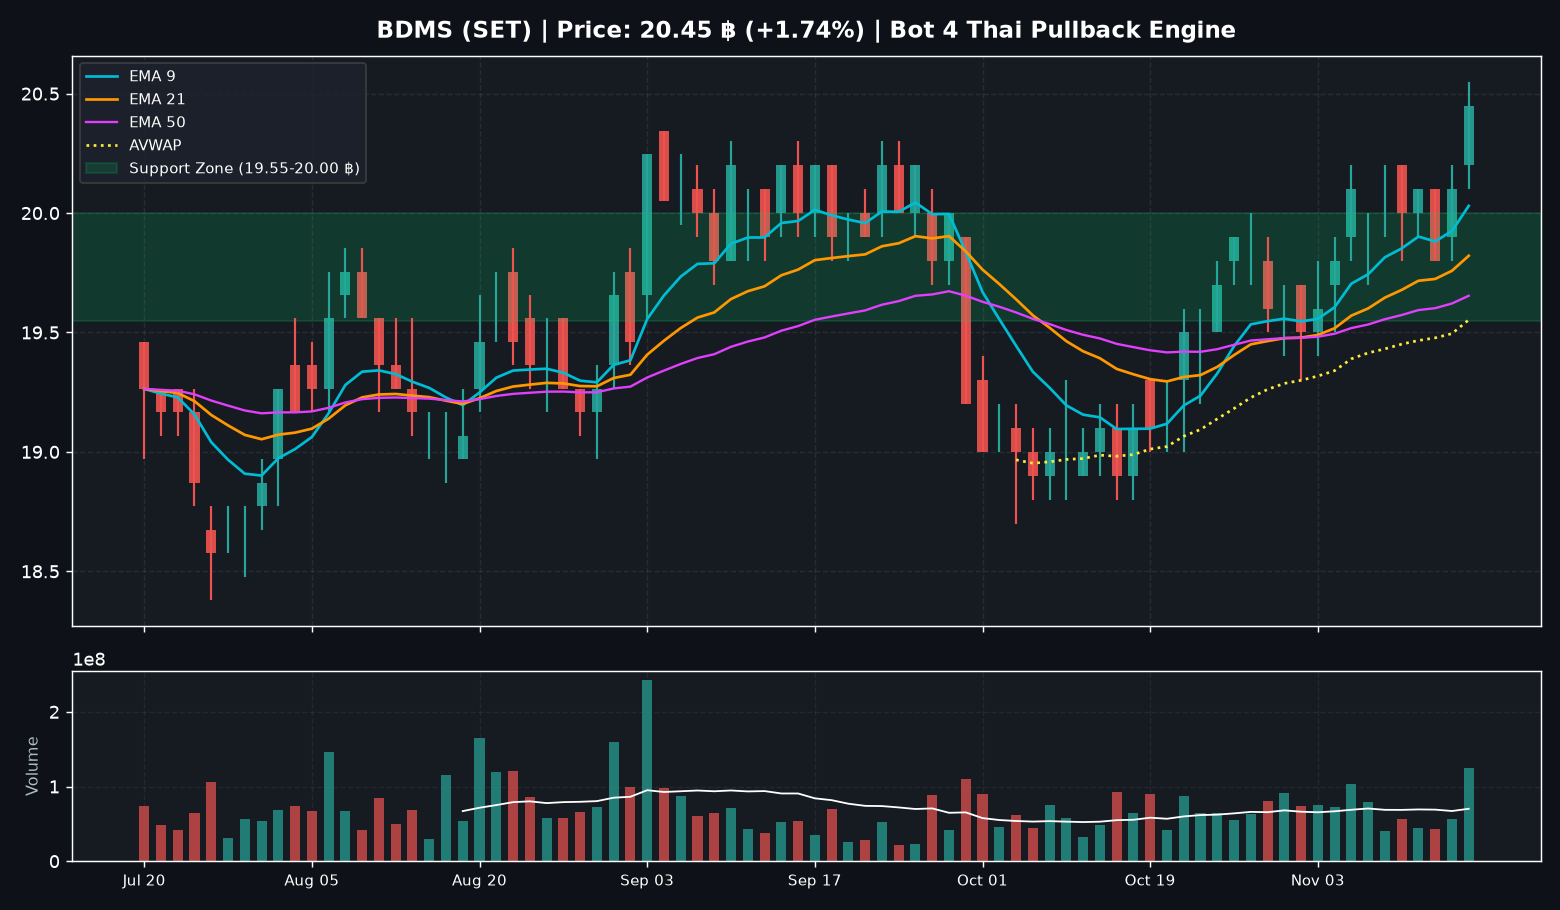 BDMS (SET) | Price: 20.45 ฿ (+1.74%) | Bot 4 Thai Pullback Engine
EMA 9
EMA 21
EMA 50
AVWAP
Support Zone (19.55-20.00 ฿)
20.5
20.0
19.5
19.0
18.5
1e8
2
1
0
Volume
Jul 20
Aug 05
Aug 20
Sep 03
Sep 17
Oct 01
Oct 19
Nov 03